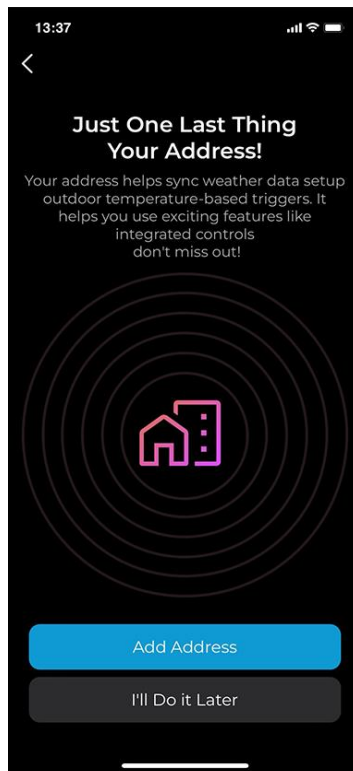 13:37
Just One Last Thing
Your Address!
Your address helps sync weather data setup
outdoor temperature-based triggers. It
helps you use exciting features like
integrated controls
don't miss out!
Add Address
I'll Do it Later